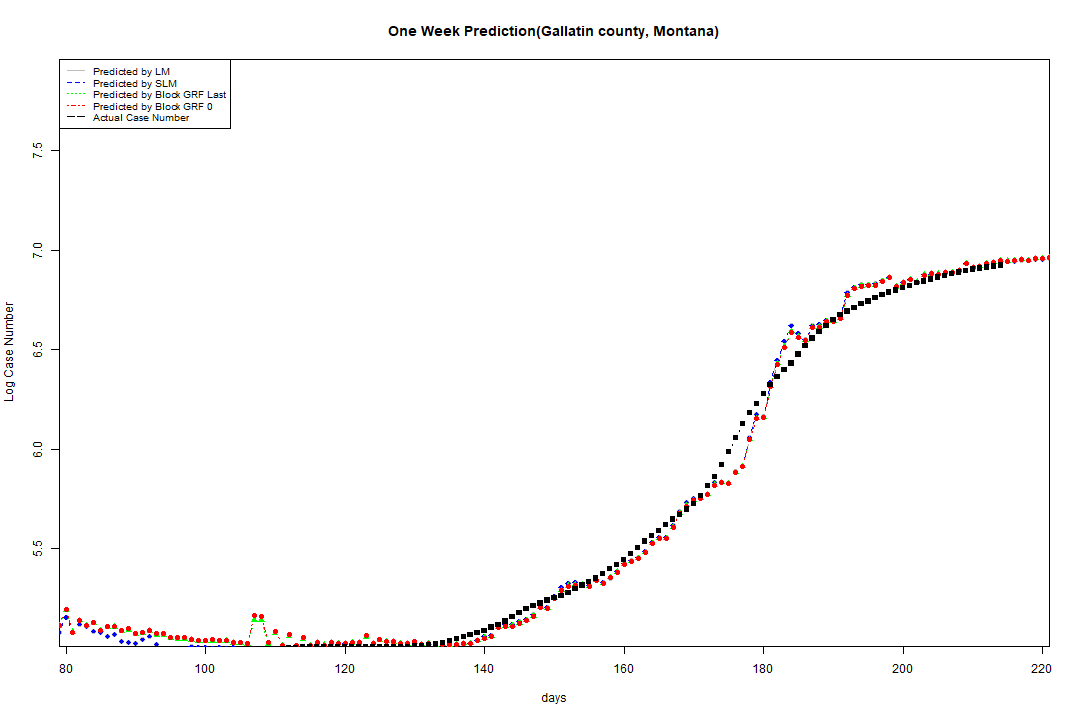 One Week Prediction(Gallatin county, Montana)
Predicted by LM
Predicted by SLM
Predicted by Block GRF Last
Predicted by Block GRF 0
Actual Case Number
7.5
7.0
6.5
6.0
5.5
Log Case Number
80 100 120 140 160 180 200 220
days